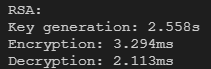 RSA:
Key generation: 2.558s
Encryption: 3.294ms
Decryption: 2.113ms